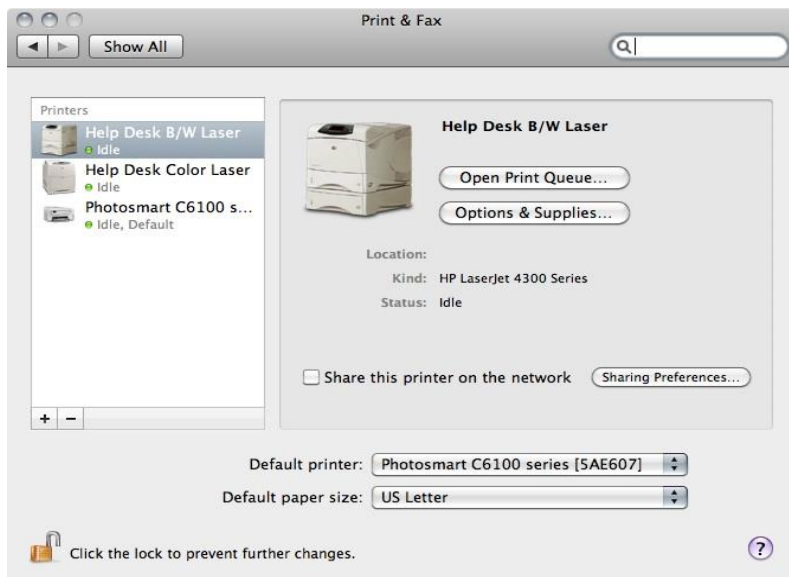 Print & Fax
Show All
Printers
Help Desk B/W Laser
Idle
Help Desk Color Laser
Idle
Photosmart C6100 s...
Idle, Default
+ −
Help Desk B/W Laser
Open Print Queue...
Options & Supplies...
Location:
Kind: HP LaserJet 4300 Series
Status: Idle
Share this printer on the network Sharing Preferences...
Default printer: Photosmart C6100 series [5AE607]
Default paper size: US Letter
Click the lock to prevent further changes.
?